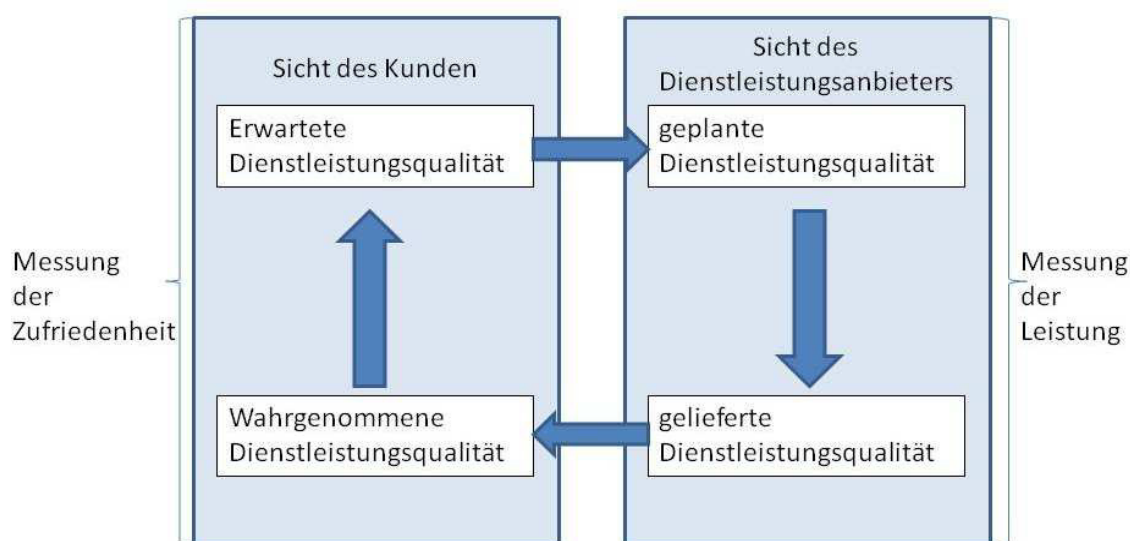 Sicht des Kunden
Sicht des
Dienstleistungsanbieters
Erwartete
Dienstleistungsqualität
geplante
Dienstleistungsqualität
Messung
der
Zufriedenheit
Messung
der
Leistung
Wahrgenommene
Dienstleistungsqualität
gelieferte
Dienstleistungsqualität